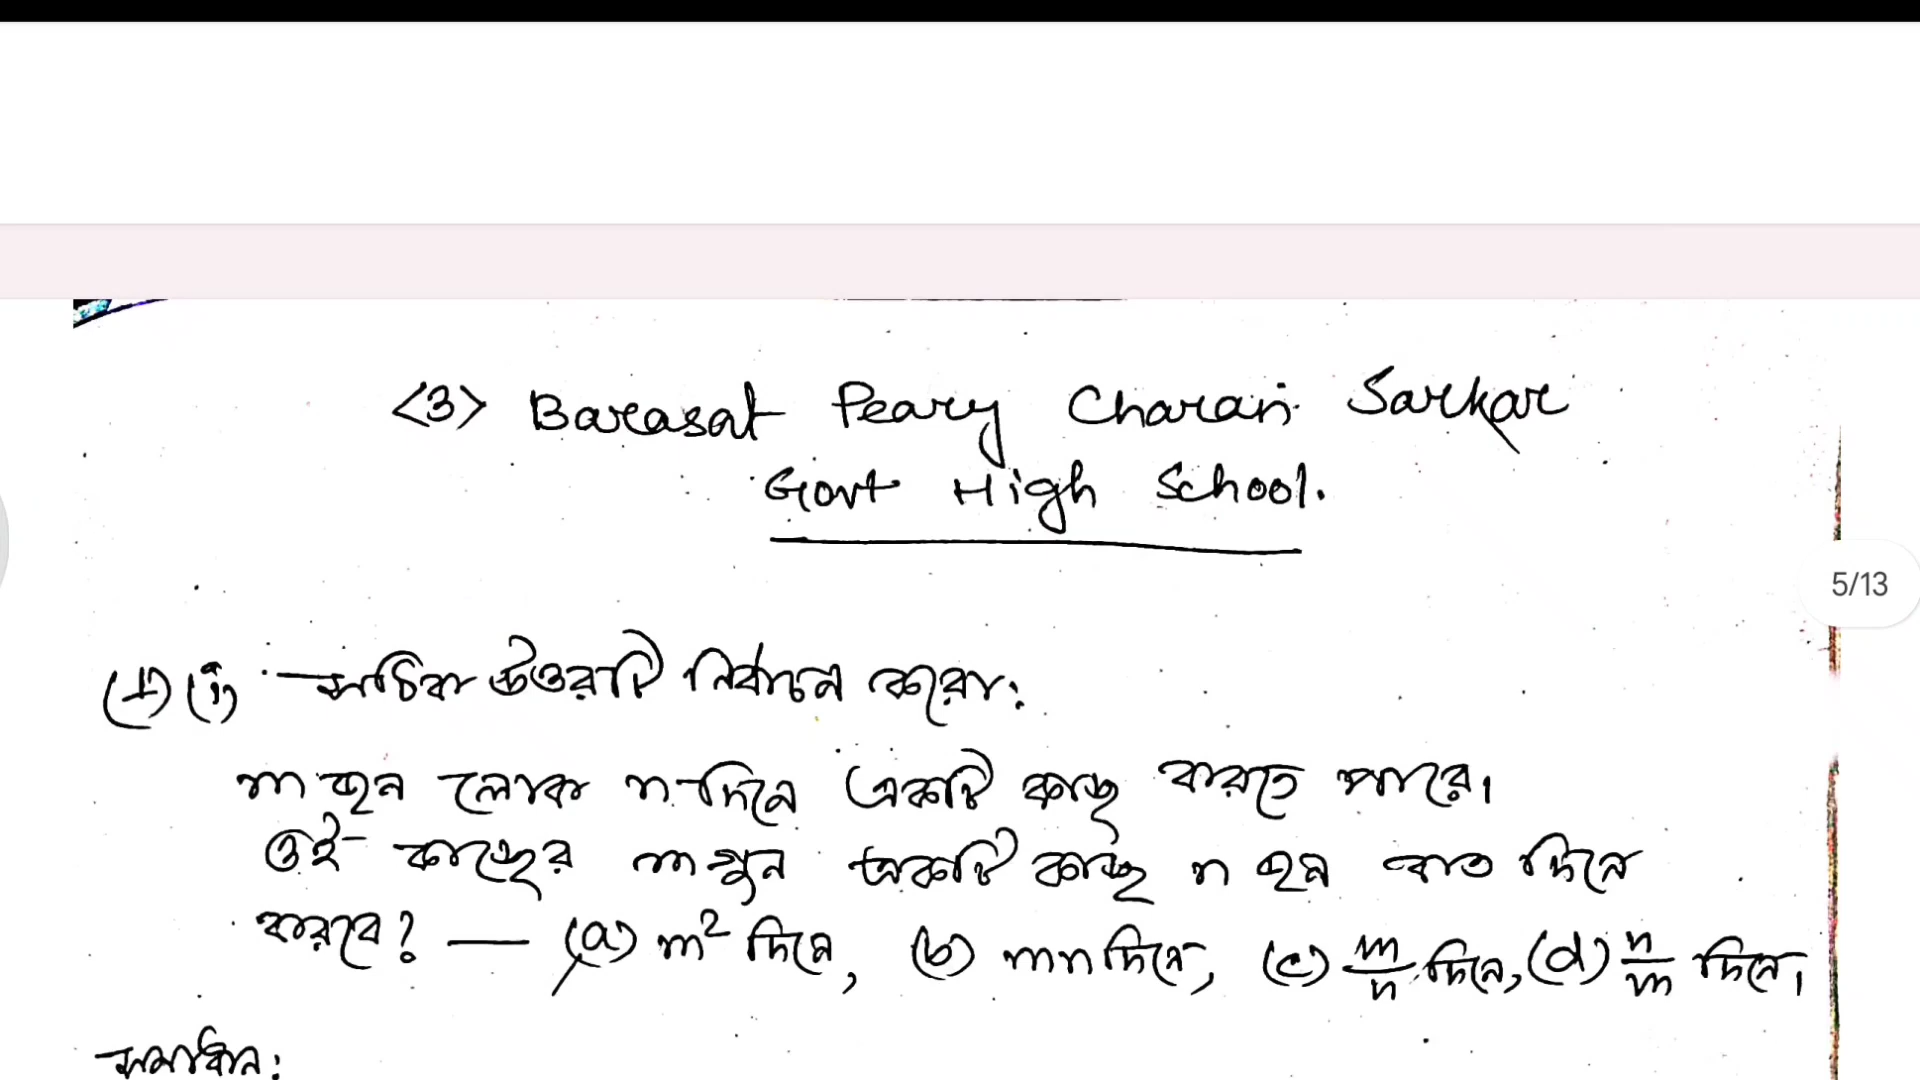 <3> Barasat Peary Charan Sarkar
Govt High School.
5/13
(1) (i) সঠিক উত্তরটি নির্বাচন করো:
m জন লোক n দিনে একটি কাজ করতে পারে।
ওই কাজের m গুন একটি কাজ n জন কত দিনে
করবে? — (a) m² দিনে, (b) mn দিনে, (c) m/n দিনে, (d) n/m দিনে।
সমাধান: